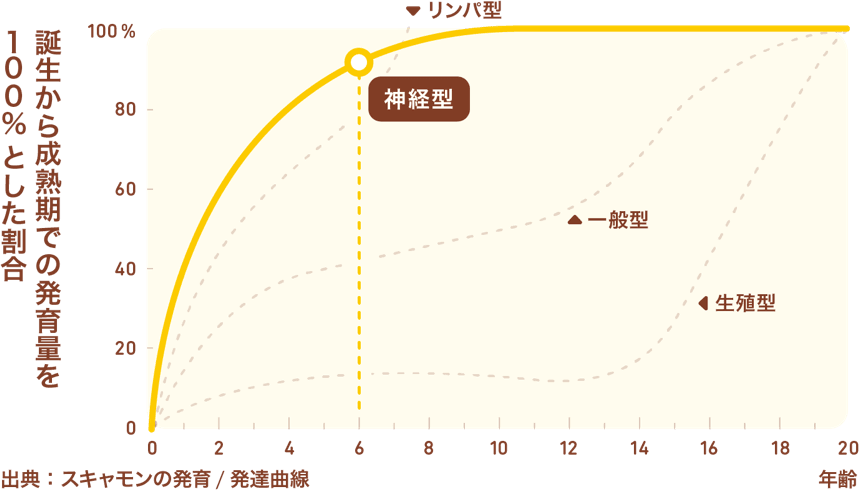 リンパ型
誕生から成熟期での発育量を
100%とした割合
100%
80
60
40
20
0
神経型
一般型
生殖型
0 2 4 6 8 10 12 14 16 18 20
出典：スキャモンの発育 / 発達曲線
年齢